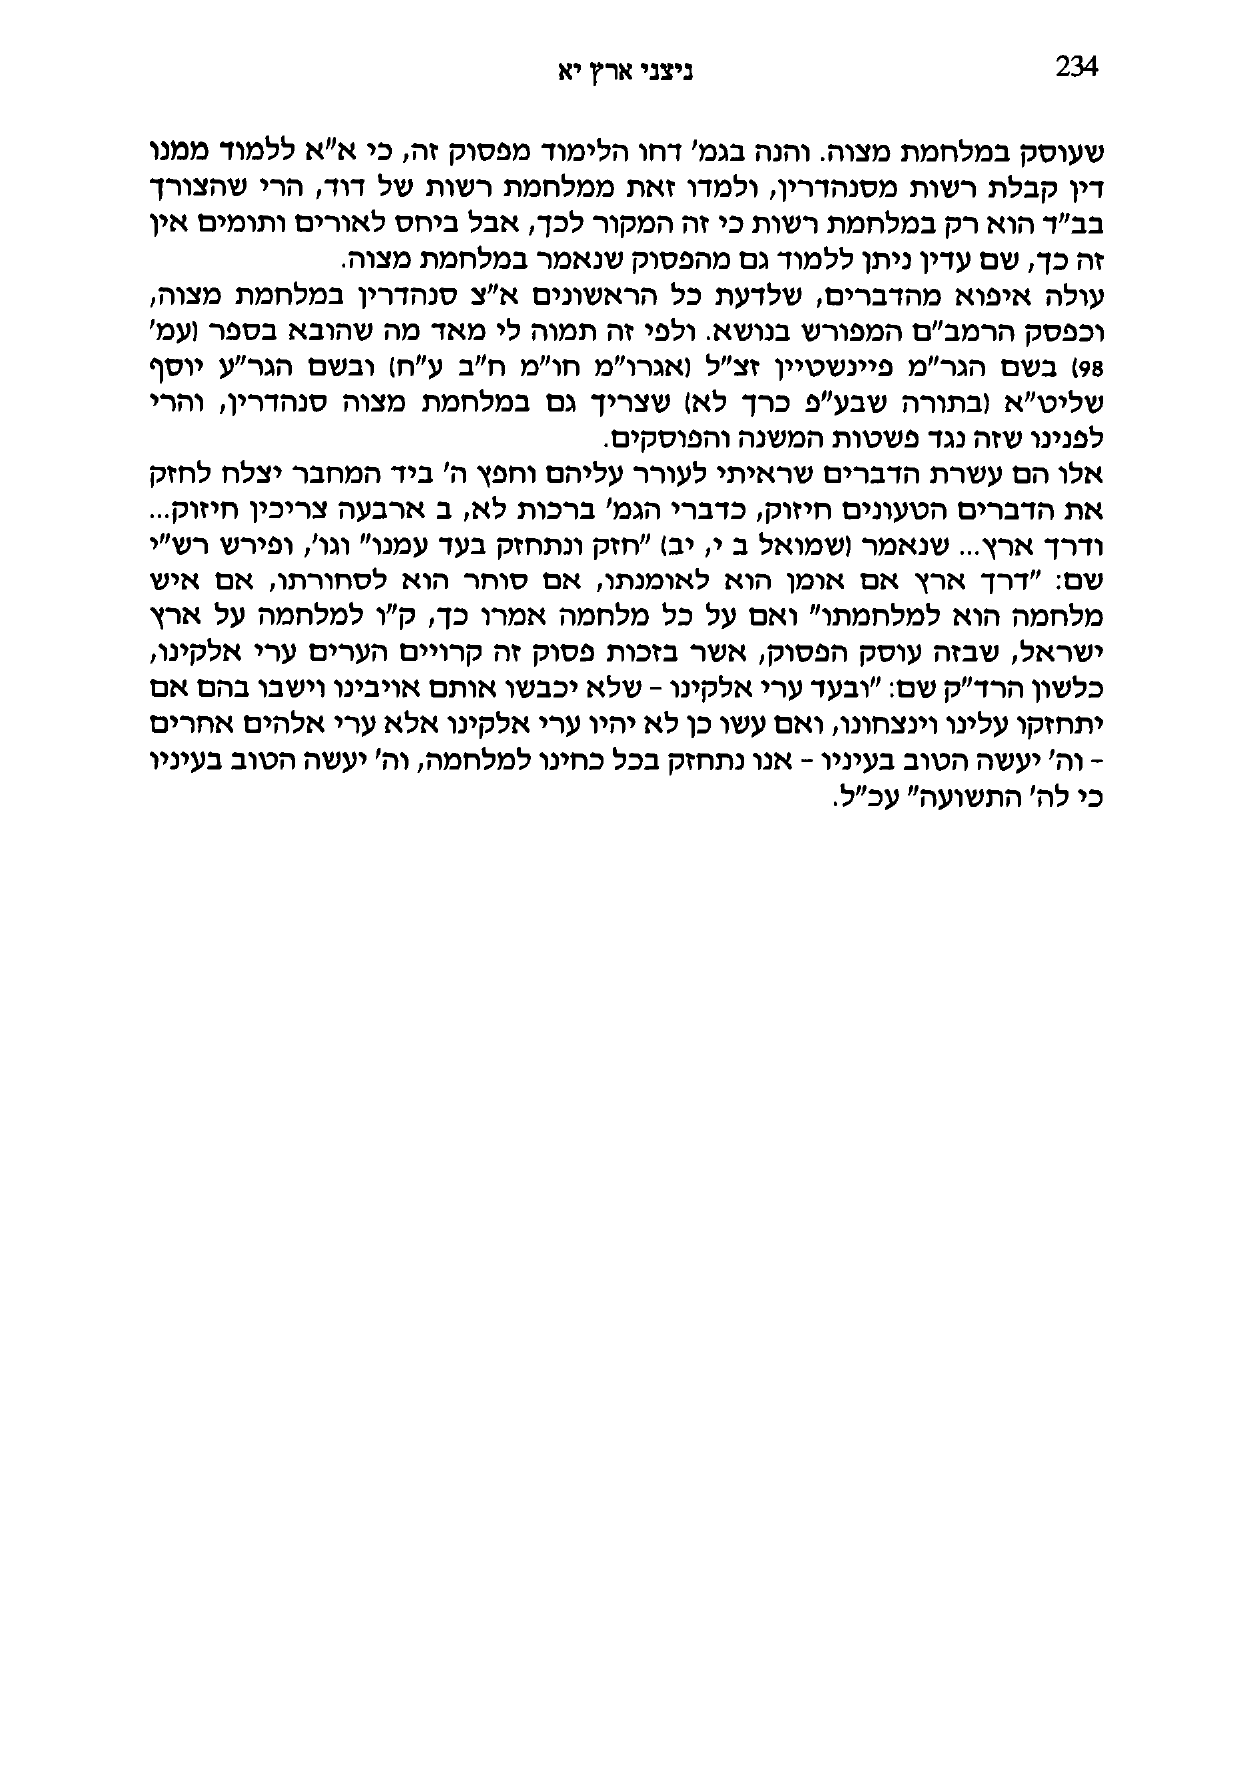 234
ניצני ארץ יא
שעוסק במלחמת מצוה. והנה בגמ' דחו הלימוד מפסוק זה, כי א"א ללמוד ממנו
דין קבלת רשות מסנהדרין, ולמדו זאת ממלחמת רשות של דוד, הרי שהצורך
בב"ד הוא רק במלחמת רשות כי זה המקור לכך, אבל ביחס לאורים ותומים אין
זה כך, שם עדין ניתן ללמוד גם מהפסוק שנאמר במלחמת מצוה.
עולה איפוא מהדברים, שלדעת כל הראשונים א"צ סנהדרין במלחמת מצוה,
וכפסק הרמב"ם המפורש בנושא. ולפי זה תמוה לי מאד מה שהובא בספר (עמ'
98) בשם הגר"מ פיינשטיין זצ"ל (אגרו"מ חו"מ ח"ב ע"ח) ובשם הגר"ע יוסף
שליט"א (בתורה שבע"פ כרך לא) שצריך גם במלחמת מצוה סנהדרין, והרי
לפנינו שזה נגד פשטות המשנה והפוסקים.
אלו הם עשרת הדברים שראיתי לעורר עליהם וחפץ ה' ביד המחבר יצלח לחזק
את הדברים הטעונים חיזוק, כדברי הגמ' ברכות לא, ב ארבעה צריכין חיזוק...
ודרך ארץ... שנאמר (שמואל ב י, יב) "חזק ונתחזק בעד עמנו" וגו', ופירש רש"י
שם: "דרך ארץ אם אומן הוא לאומנתו, אם סוחר הוא לסחורתו, אם איש
מלחמה הוא למלחמתו" ואם על כל מלחמה אמרו כך, ק"ו למלחמה על ארץ
ישראל, שבזה עוסק הפסוק, אשר בזכות פסוק זה קרויים הערים ערי אלקינו,
כלשון הרד"ק שם: "ובעד ערי אלקינו – שלא יכבשו אותם אויבינו וישבו בהם אם
יתחזקו עלינו וינצחונו, ואם עשו כן לא יהיו ערי אלקינו אלא ערי אלהים אחרים
– וה' יעשה הטוב בעיניו – אנו נתחזק בכל כחינו למלחמה, וה' יעשה הטוב בעיניו
כי לה' התשועה" עכ"ל.